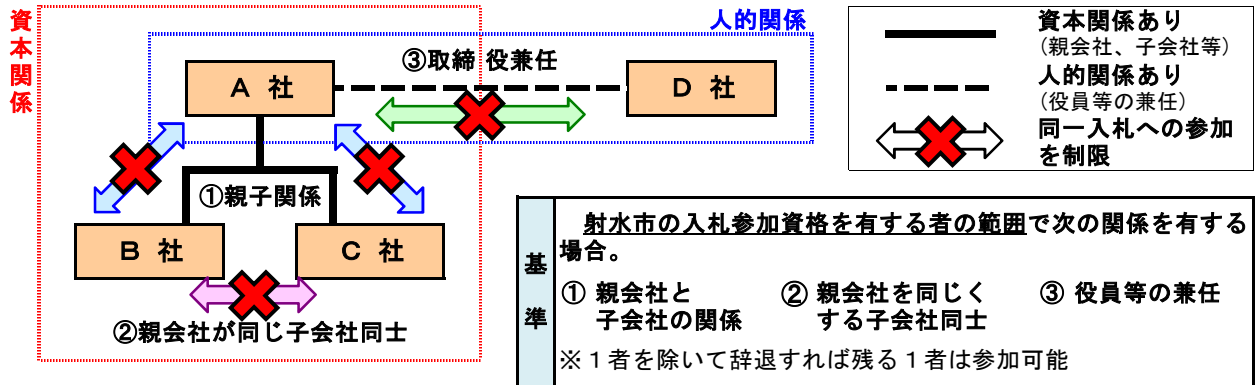 資本関係
人的関係
③取締 役兼任
A 社
D 社
①親子関係
B 社
C 社
②親会社が同じ子会社同士
資本関係あり
(親会社、子会社等)
人的関係あり
(役員等の兼任)
同一入札への参加
を制限
基準
射水市の入札参加資格を有する者の範囲で次の関係を有する
場合。
① 親会社と
子会社の関係
② 親会社を同じく
する子会社同士
③ 役員等の兼任
※1者を除いて辞退すれば残る1者は参加可能